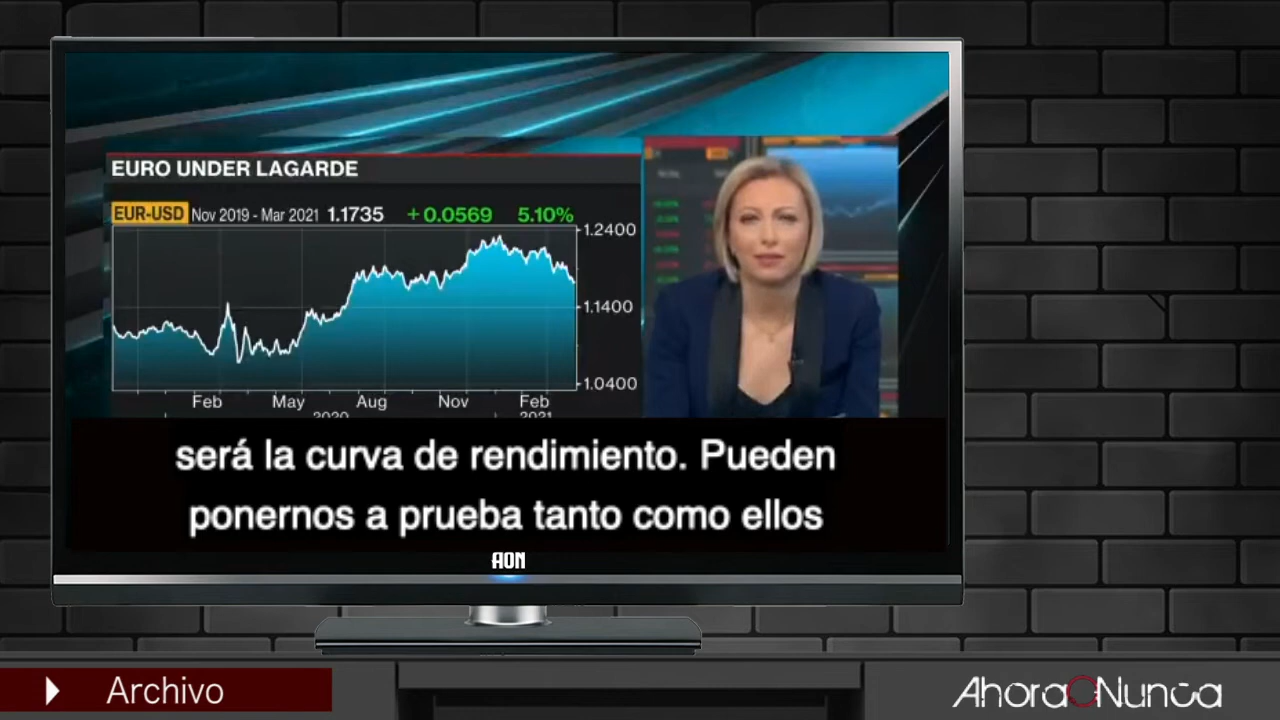 EURO UNDER LAGARDE
EUR-USD Nov 2019 - Mar 2021 1.1735 +0.0569 5.10%
1.2400
1.1400
1.0400
Feb May Aug Nov Feb
2020 2021
será la curva de rendimiento. Pueden
ponernos a prueba tanto como ellos
AON
Archivo
AhoraONunca